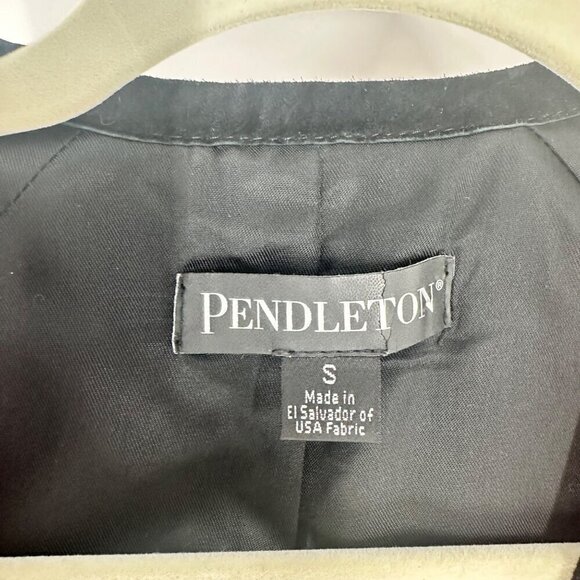 PENDLETON®
S
Made in
El Salvador of
USA Fabric